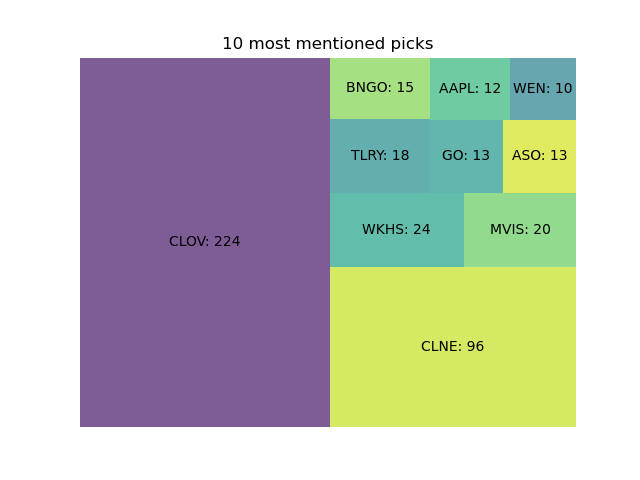 10 most mentioned picks
BNGO: 15
AAPL: 12
WEN: 10
TLRY: 18
GO: 13
ASO: 13
WKHS: 24
MVIS: 20
CLOV: 224
CLNE: 96